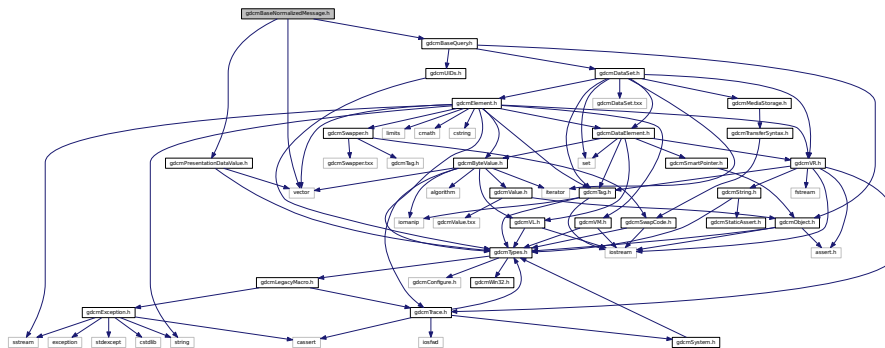 gdcmBaseNormalizedMessage.h
gdcmBaseQuery.h
gdcmUIDs.h
gdcmDataSet.h
gdcmElement.h
gdcmDataSet.txx
gdcmMediaStorage.h
gdcmSwapper.h
limits
cmath
cstring
gdcmDataElement.h
gdcmTransferSyntax.h
gdcmPresentationDataValue.h
gdcmSwapper.txx
gdcmTag.h
gdcmByteValue.h
set
gdcmSmartPointer.h
gdcmVR.h
vector
algorithm
gdcmValue.h
iterator
gdcmTag.h
gdcmString.h
fstream
iomanip
gdcmValue.txx
gdcmVL.h
gdcmVM.h
gdcmSwapCode.h
gdcmStaticAssert.h
gdcmObject.h
gdcmTypes.h
iostream
assert.h
gdcmLegacyMacro.h
gdcmConfigure.h
gdcmWin32.h
gdcmException.h
gdcmTrace.h
sstream
exception
stdexcept
cstdlib
string
cassert
iosfwd
gdcmSystem.h